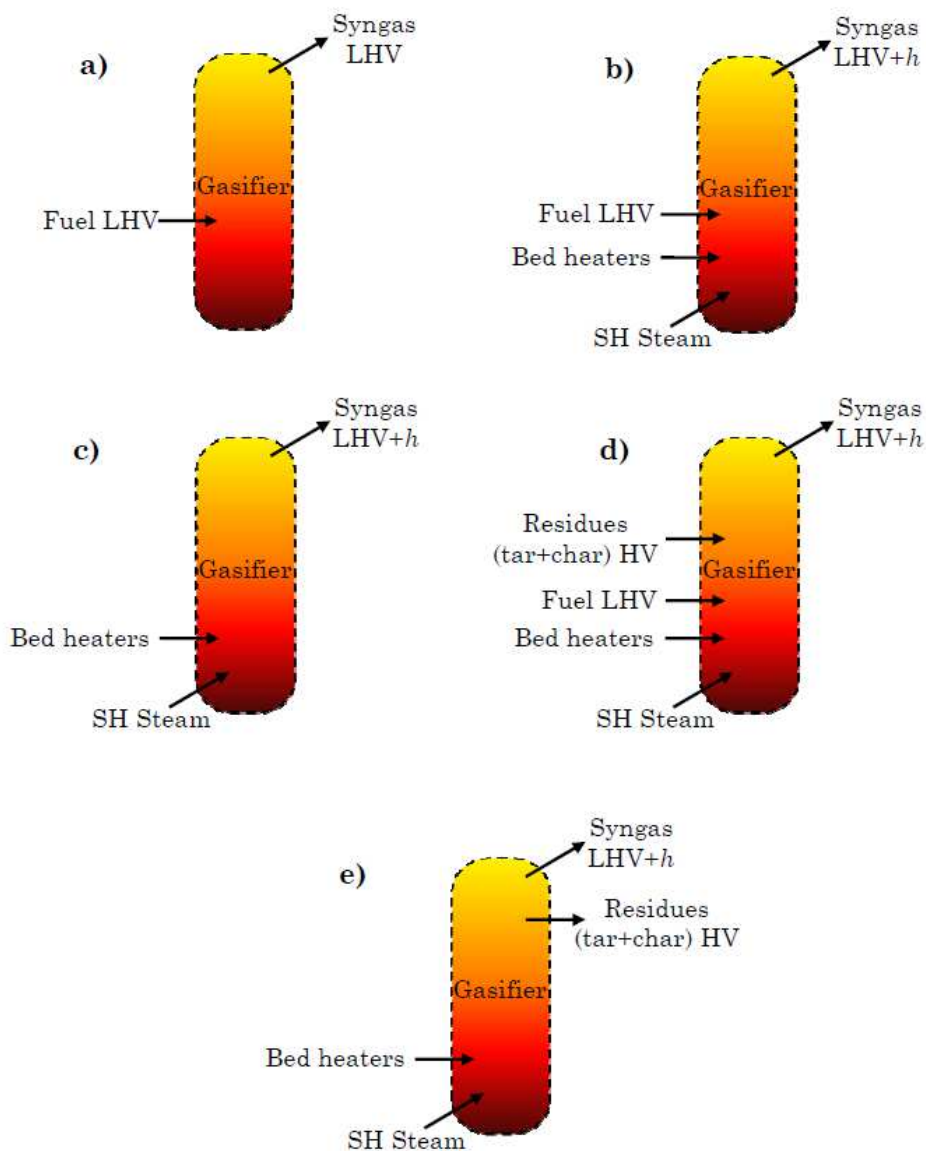 a)
Syngas
LHV
Gasifier
Fuel LHV
b)
Syngas
LHV+h
Gasifier
Fuel LHV
Bed heaters
SH Steam
c)
Syngas
LHV+h
Gasifier
Bed heaters
SH Steam
d)
Syngas
LHV+h
Residues
(tar+char) HV
Gasifier
Fuel LHV
Bed heaters
SH Steam
e)
Syngas
LHV+h
Residues
(tar+char) HV
Gasifier
Bed heaters
SH Steam